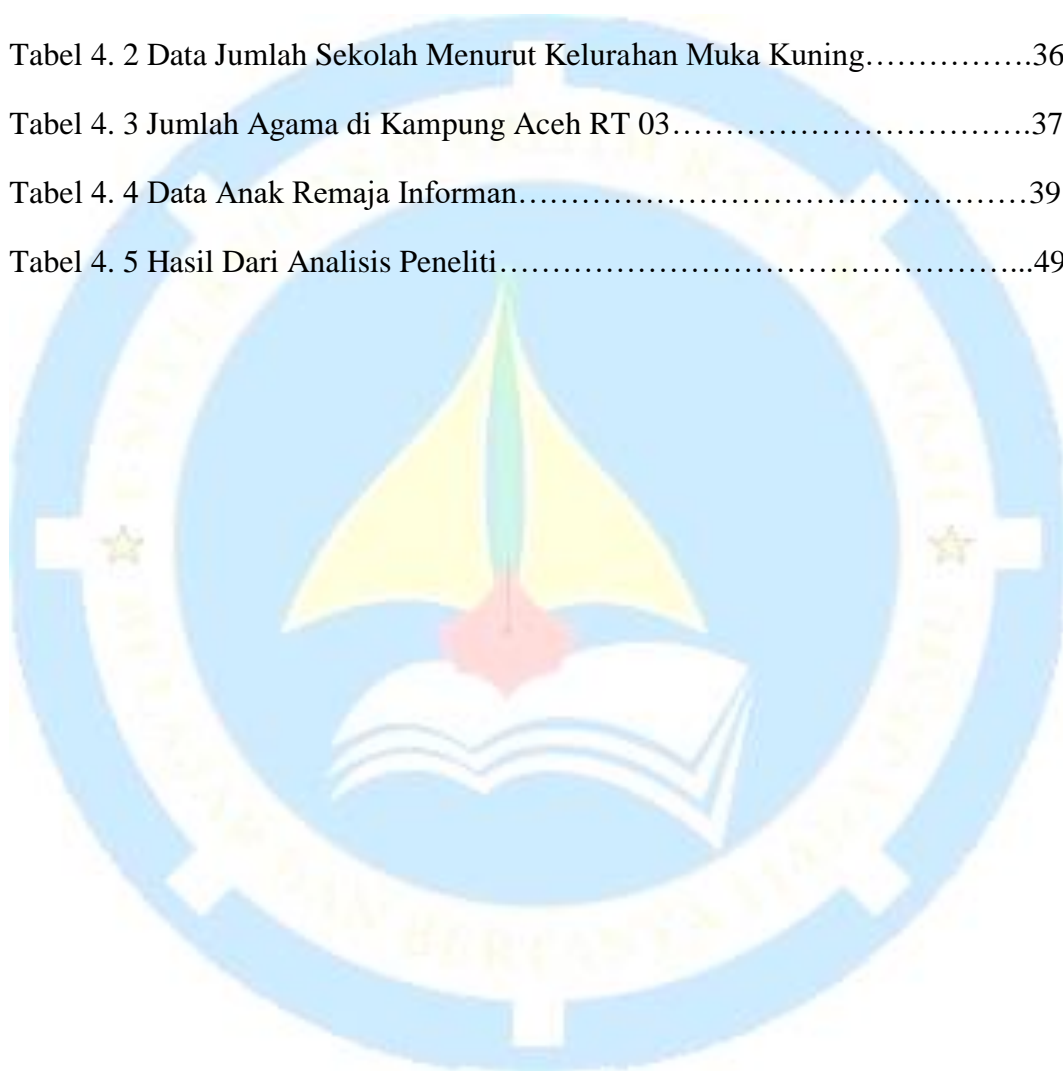 Tabel 4. 2 Data Jumlah Sekolah Menurut Kelurahan Muka Kuning…………….36
Tabel 4. 3 Jumlah Agama di Kampung Aceh RT 03……………………………37
Tabel 4. 4 Data Anak Remaja Informan…………………………………………39
Tabel 4. 5 Hasil Dari Analisis Peneliti…………………………………………...49